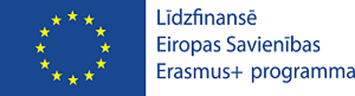 Līdzfinansē
Eiropas Savienības
Erasmus+ programma